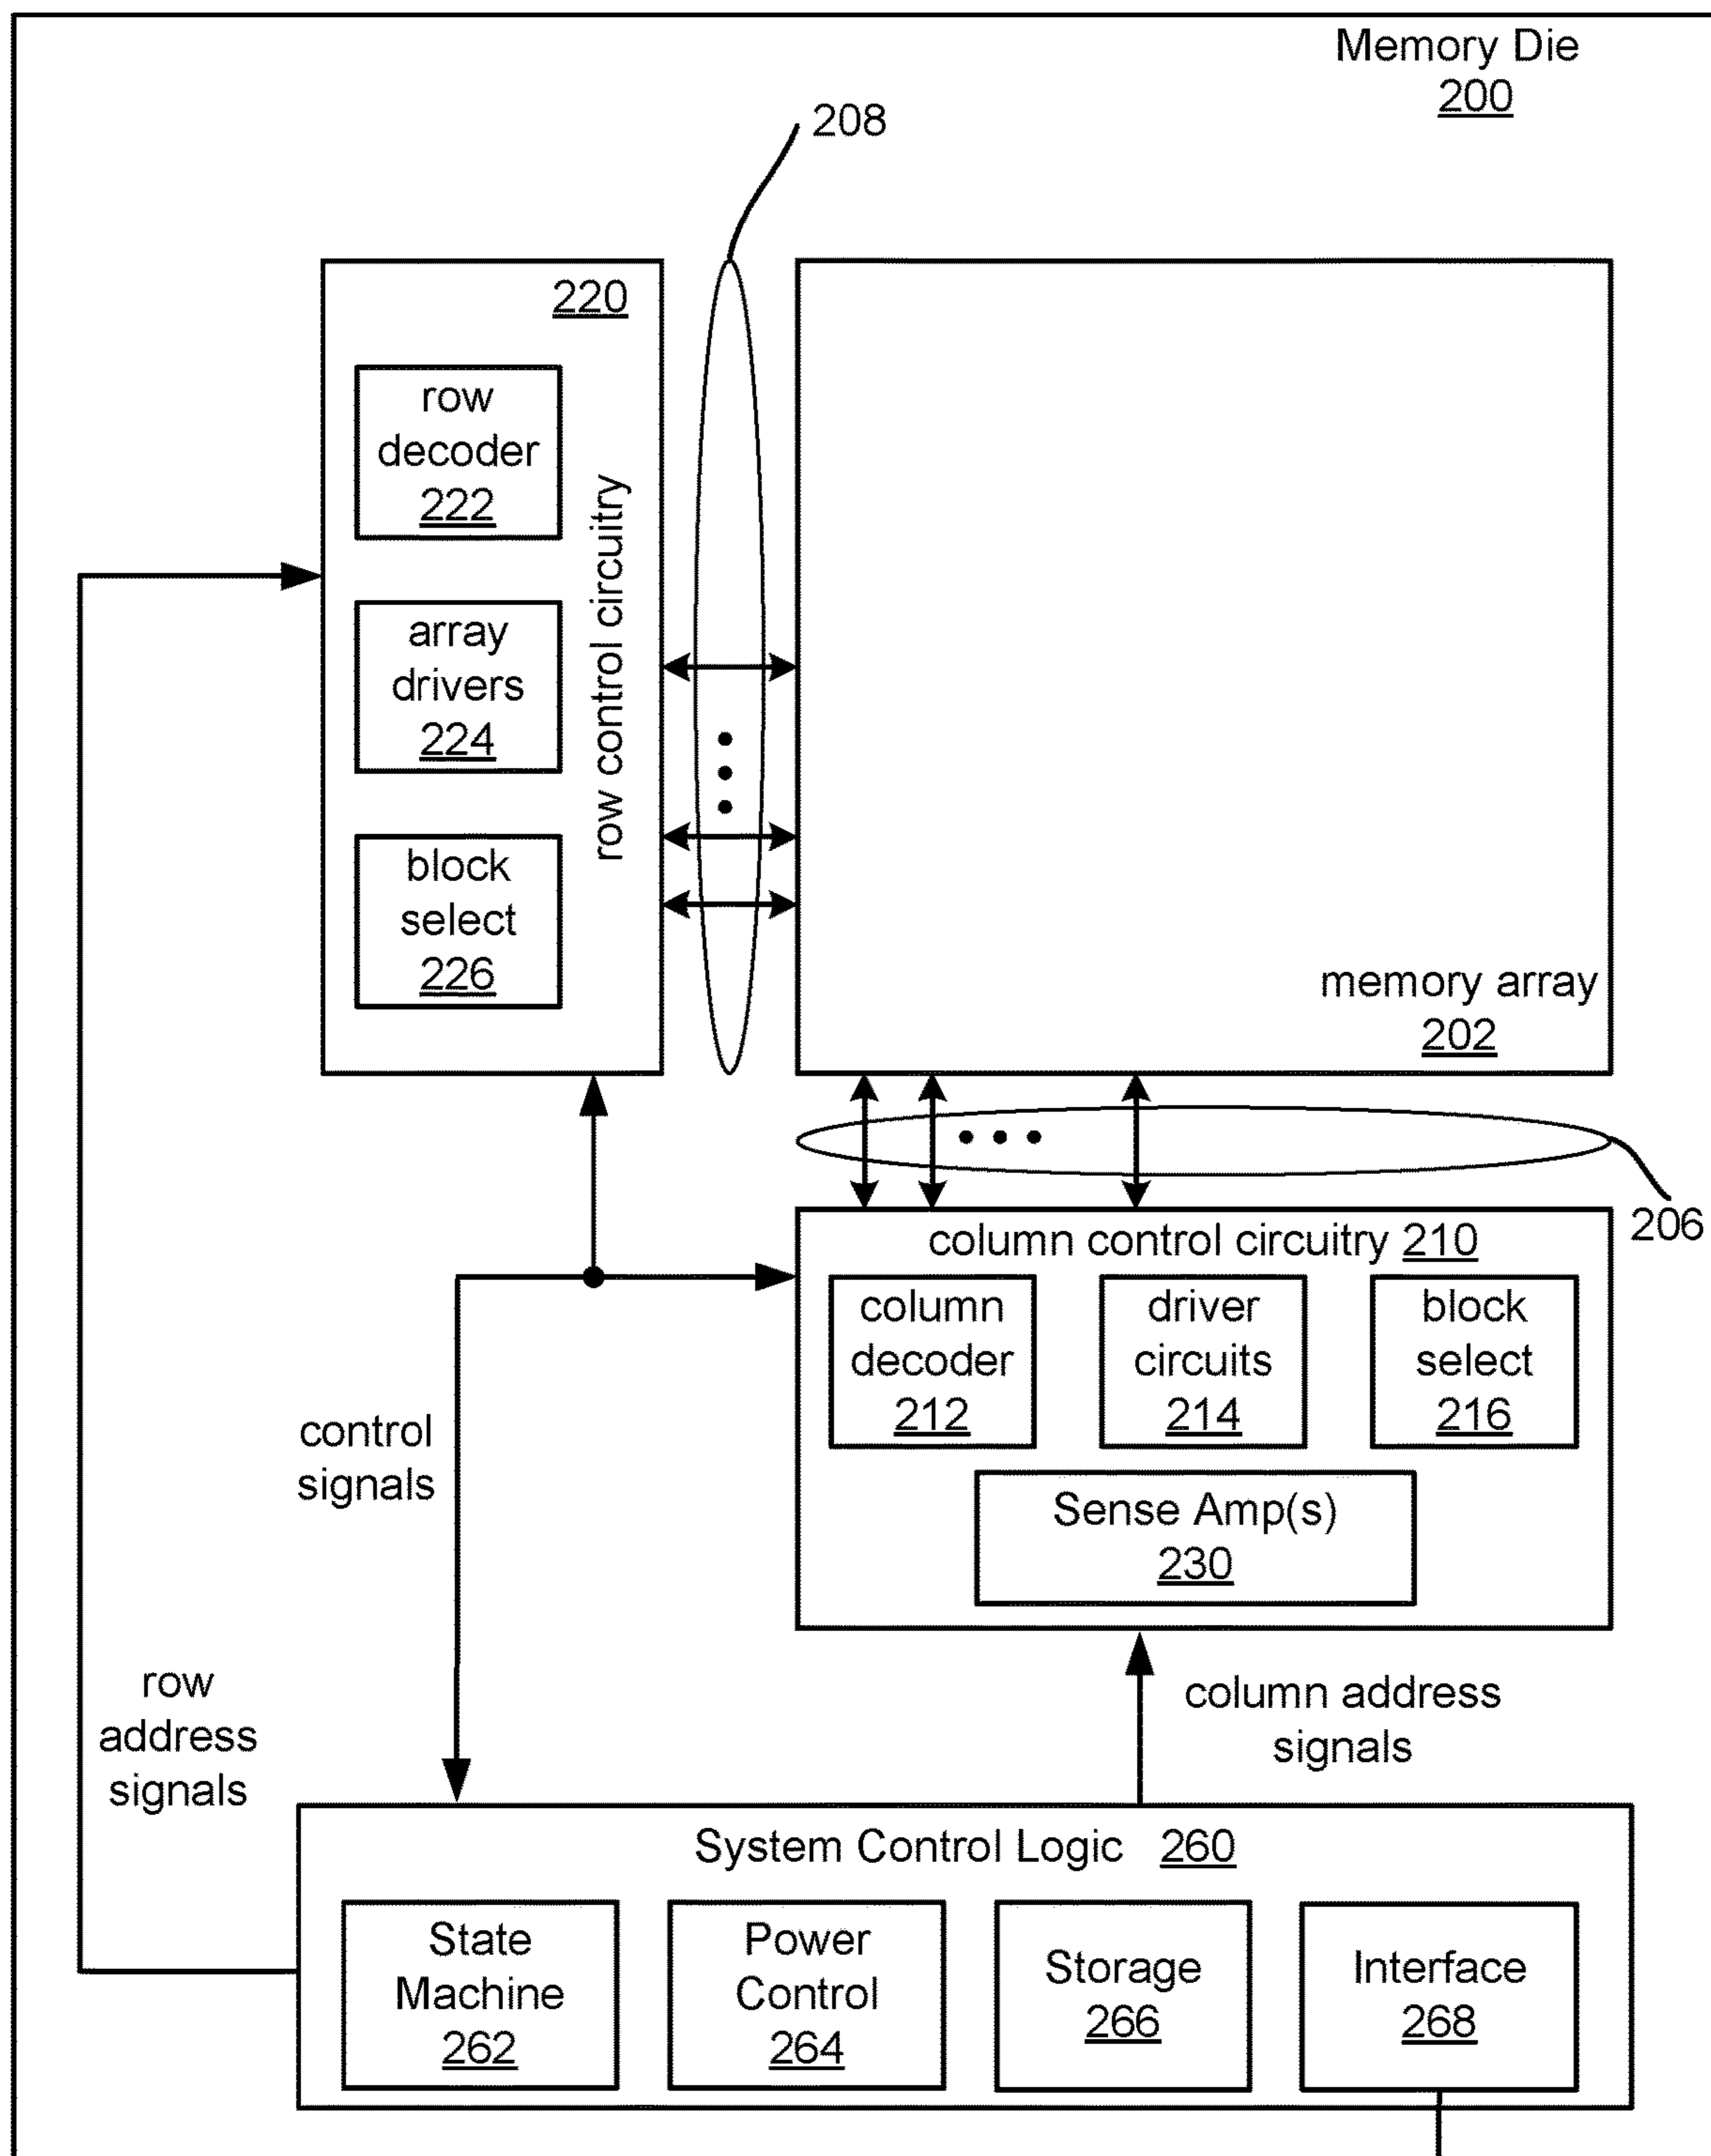 Memory Die
200
208
220
row
decoder
222
array
drivers
224
block
select
226
row control circuitry
memory array
202
206
column control circuitry 210
column
decoder
212
driver
circuits
214
block
select
216
Sense Amp(s)
230
control
signals
row
address
signals
column address
signals
System Control Logic 260
State
Machine
262
Power
Control
264
Storage
266
Interface
268